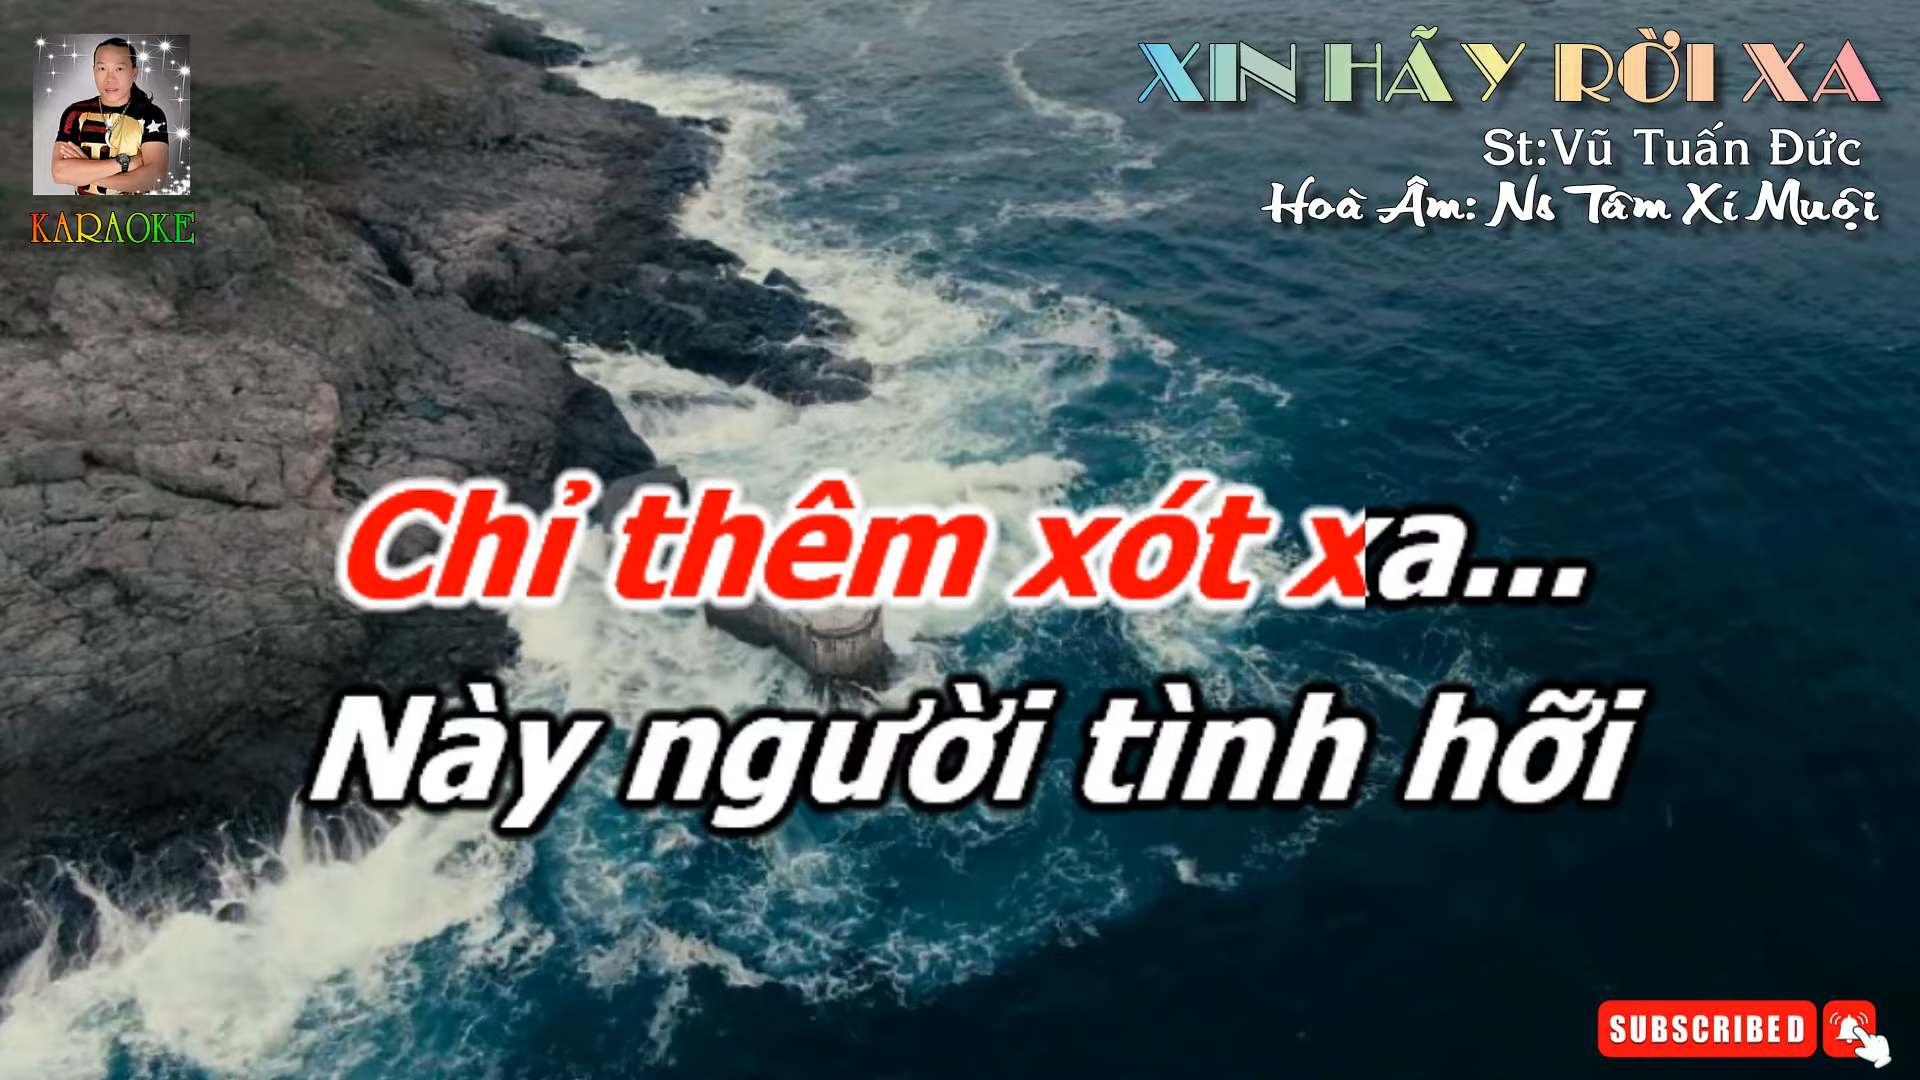 XIN HÃY RỜI XA
St:Vũ Tuấn Đức
Hoà Âm: Ns Tâm Xí Muội
KARAOKE
Chỉ thêm xót xa...
Này người tình hỡi
SUBSCRIBED